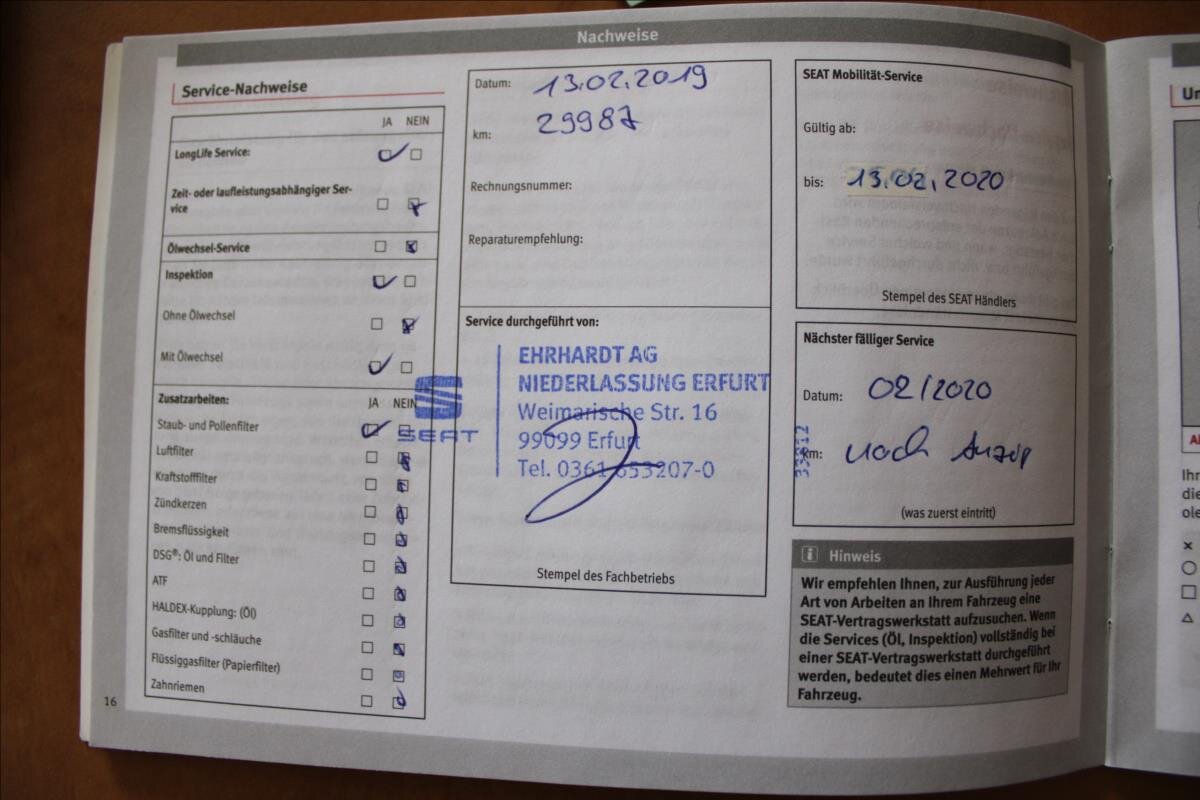 Nachweise
Service-Nachweise
JA NEIN
LongLife Service:
Zeit- oder laufleistungsabhängiger Ser-
vice
Ölwechsel-Service
Inspektion
Ohne Ölwechsel
Mit Ölwechsel
Zusatzarbeiten: JA NEIN
Staub- und Pollenfilter
Luftfilter
Kraftstofffilter
Zündkerzen
Bremsflüssigkeit
DSG®: Öl und Filter
ATF
HALDEX-Kupplung: (Öl)
Gasfilter und -schläuche
Flüssiggasfilter (Papierfilter)
Zahnriemen
16
Datum: 13.02.2019
km: 29987
Rechnungsnummer:
Reparaturempfehlung:
Service durchgeführt von:
SEAT
EHRHARDT AG
NIEDERLASSUNG ERFURT
Weimarische Str. 16
99099 Erfurt
Tel. 0361 653207-0
Stempel des Fachbetriebs
SEAT Mobilität-Service
Gültig ab:
bis: 13.02.2020
Stempel des SEAT Händlers
Nächster fälliger Service
Datum: 02/2020
33812
km: nach Anzeige
(was zuerst eintritt)
i Hinweis
Wir empfehlen Ihnen, zur Ausführung jeder
Art von Arbeiten an Ihrem Fahrzeug eine
SEAT-Vertragswerkstatt aufzusuchen. Wenn
die Services (Öl, Inspektion) vollständig bei
einer SEAT-Vertragswerkstatt durchgeführt
werden, bedeutet dies einen Mehrwert für Ihr
Fahrzeug.
Ihr
die